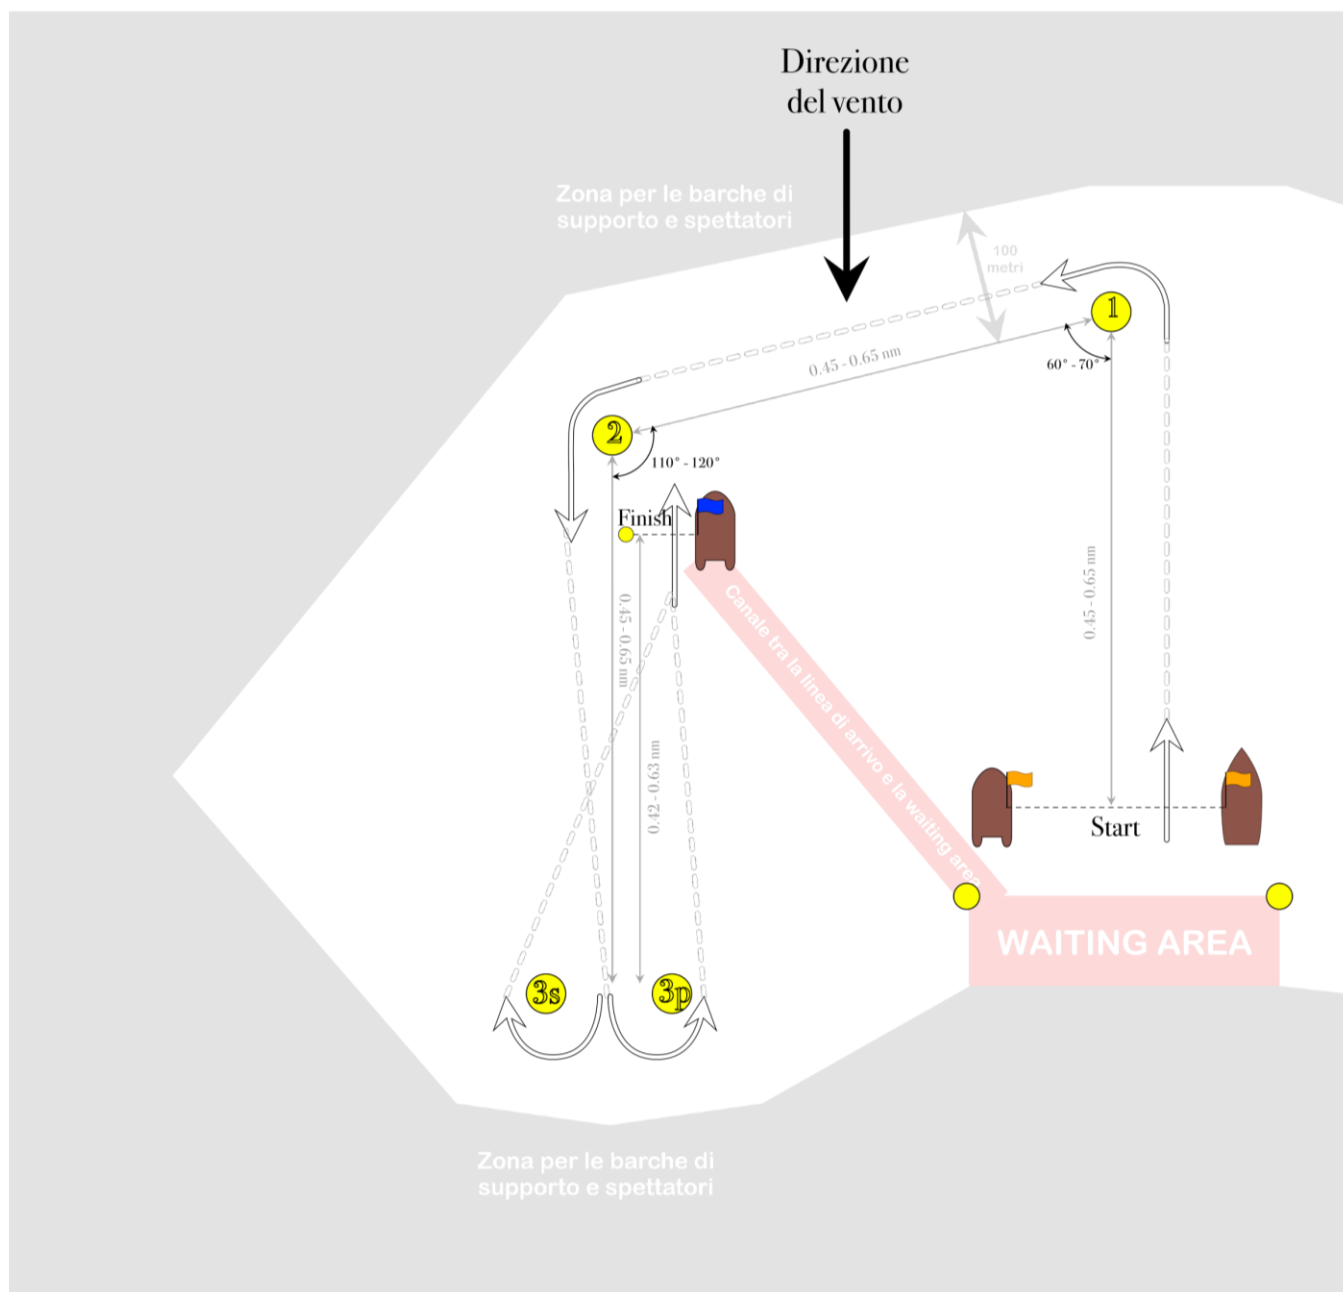 Direzione
del vento
Zona per le barche di
supporto e spettatori
100
metri
1
0.45 - 0.65 nm
60° - 70°
2
110° - 120°
Finish
0.45 - 0.65 nm
0.45 - 0.65 nm
Canale tra la linea di arrivo e la waiting area
0.42 - 0.63 nm
Start
WAITING AREA
3s
3p
Zona per le barche di
supporto e spettatori